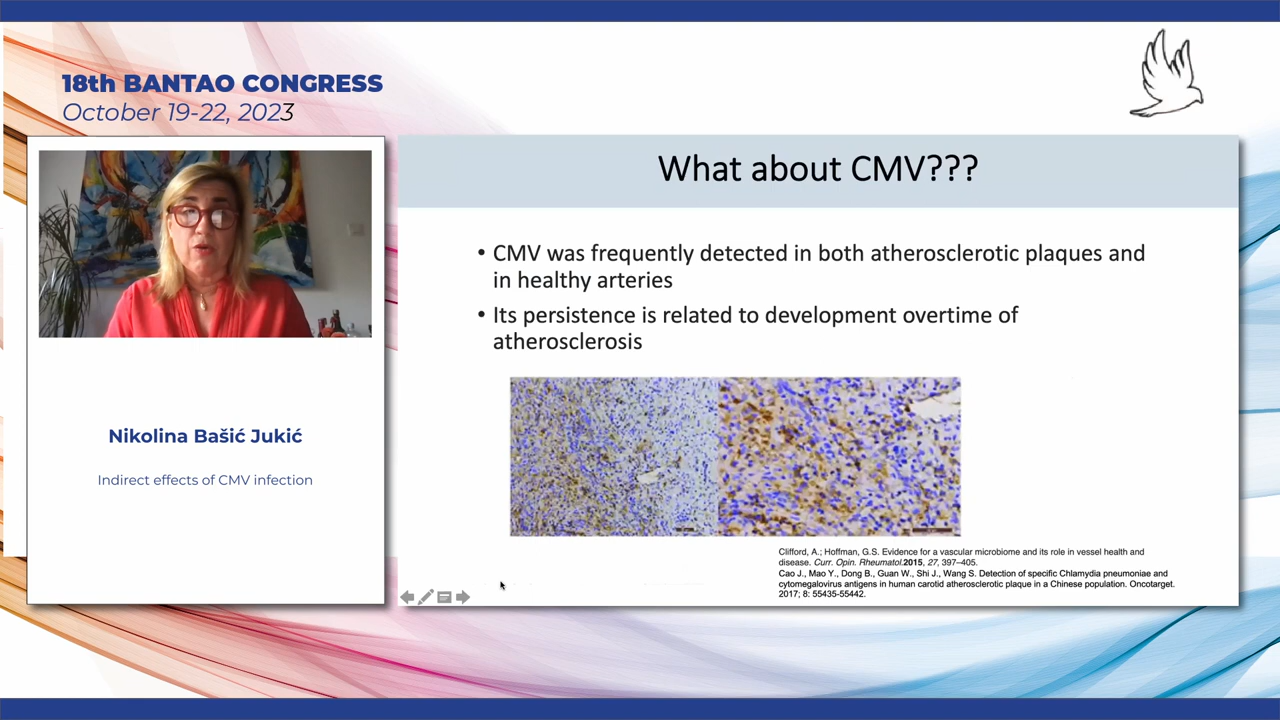 18th BANTAO CONGRESS
October 19-22, 2023
Nikolina Bašić Jukić
Indirect effects of CMV infection
What about CMV???
• CMV was frequently detected in both atherosclerotic plaques and
in healthy arteries
• Its persistence is related to development overtime of
atherosclerosis
Clifford, A.; Hoffman, G.S. Evidence for a vascular microbiome and its role in vessel health and
disease. Curr. Opin. Rheumatol.2015, 27, 397–405.
Cao J., Mao Y., Dong B., Guan W., Shi J., Wang S. Detection of specific Chlamydia pneumoniae and
cytomegalovirus antigens in human carotid atherosclerotic plaque in a Chinese population. Oncotarget.
2017; 8: 55435-55442.